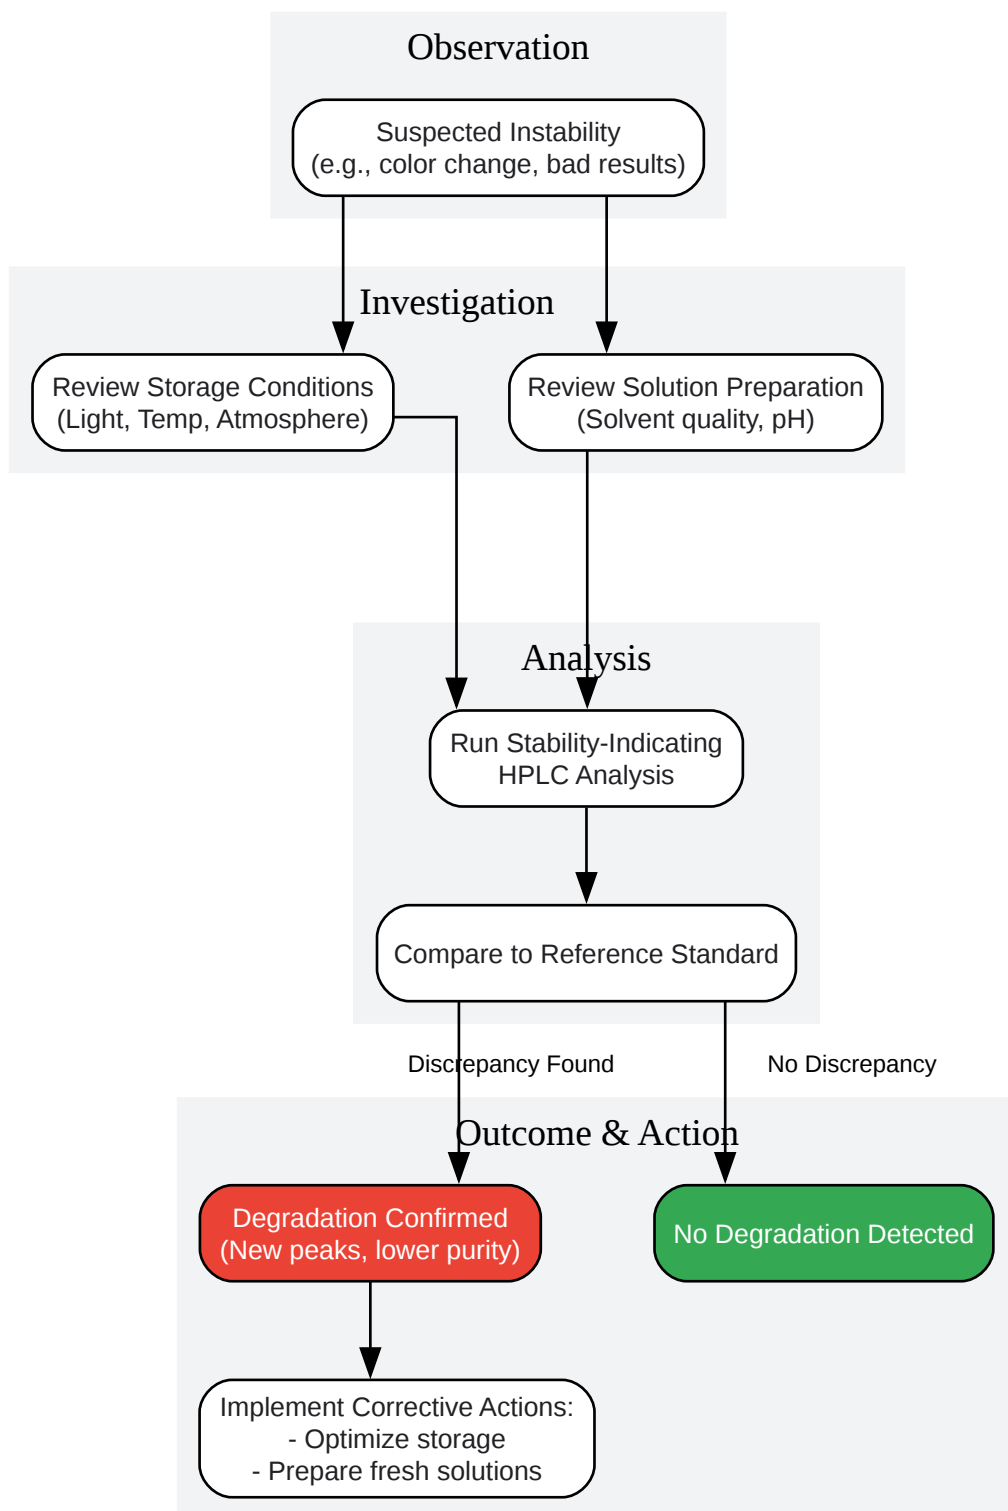 Observation
Suspected Instability
(e.g., color change, bad results)
Investigation
Review Storage Conditions
(Light, Temp, Atmosphere)
Review Solution Preparation
(Solvent quality, pH)
Analysis
Run Stability-Indicating
HPLC Analysis
Compare to Reference Standard
Discrepancy Found
No Discrepancy
Outcome & Action
Degradation Confirmed
(New peaks, lower purity)
No Degradation Detected
Implement Corrective Actions:
- Optimize storage
- Prepare fresh solutions